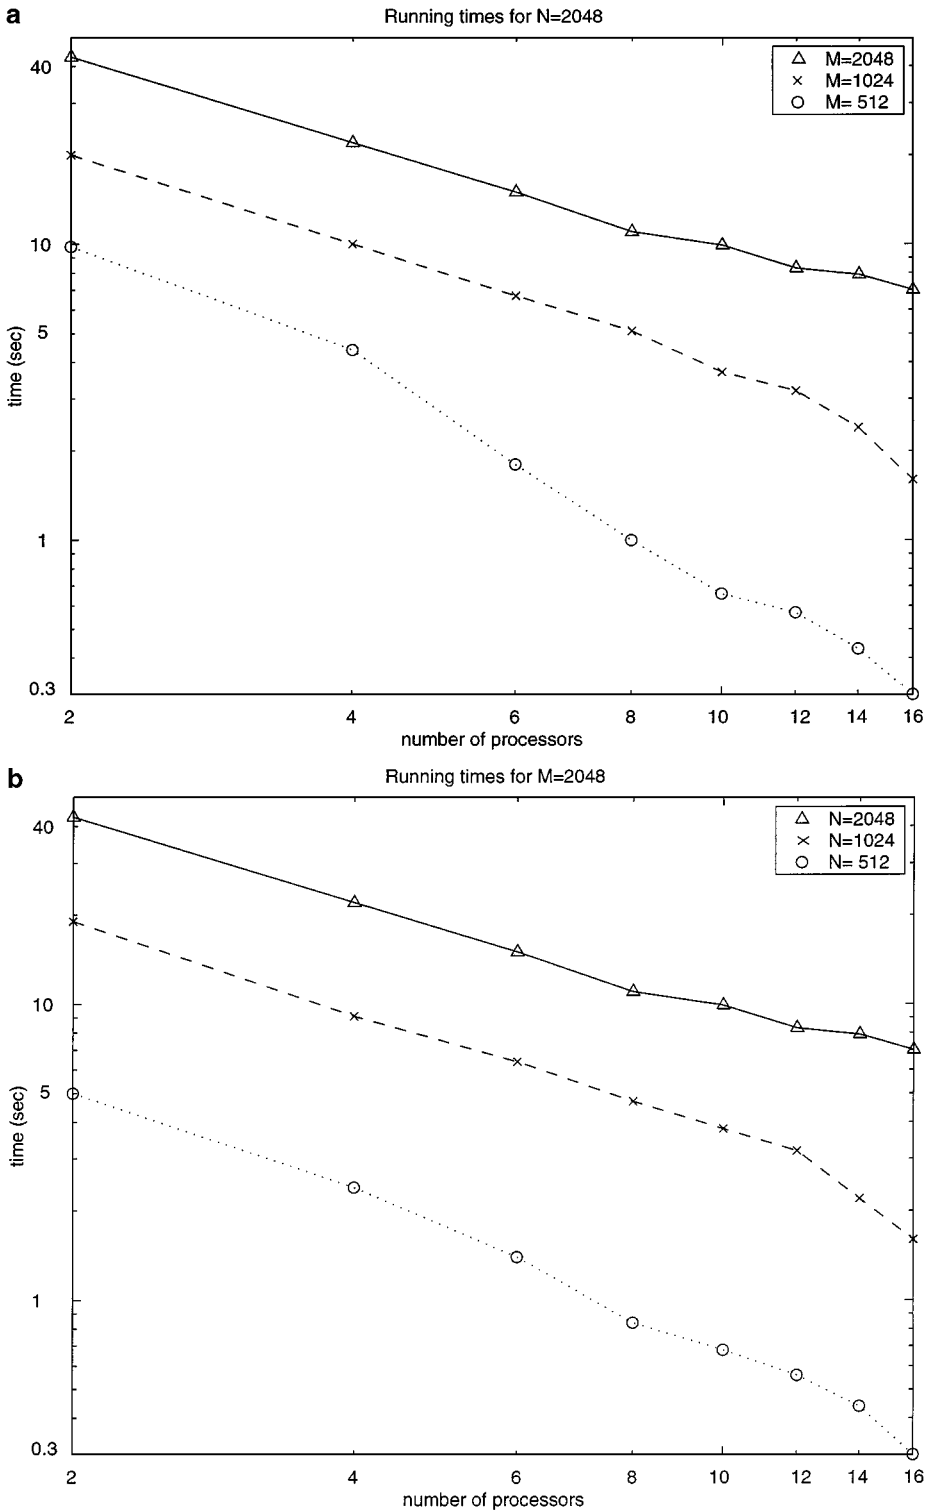 a
Running times for N=2048
M=2048
M=1024
M= 512
40
10
5
1
0.3
time (sec)
2 4 6 8 10 12 14 16
number of processors
b
Running times for M=2048
N=2048
N=1024
N= 512
40
10
5
1
0.3
time (sec)
2 4 6 8 10 12 14 16
number of processors